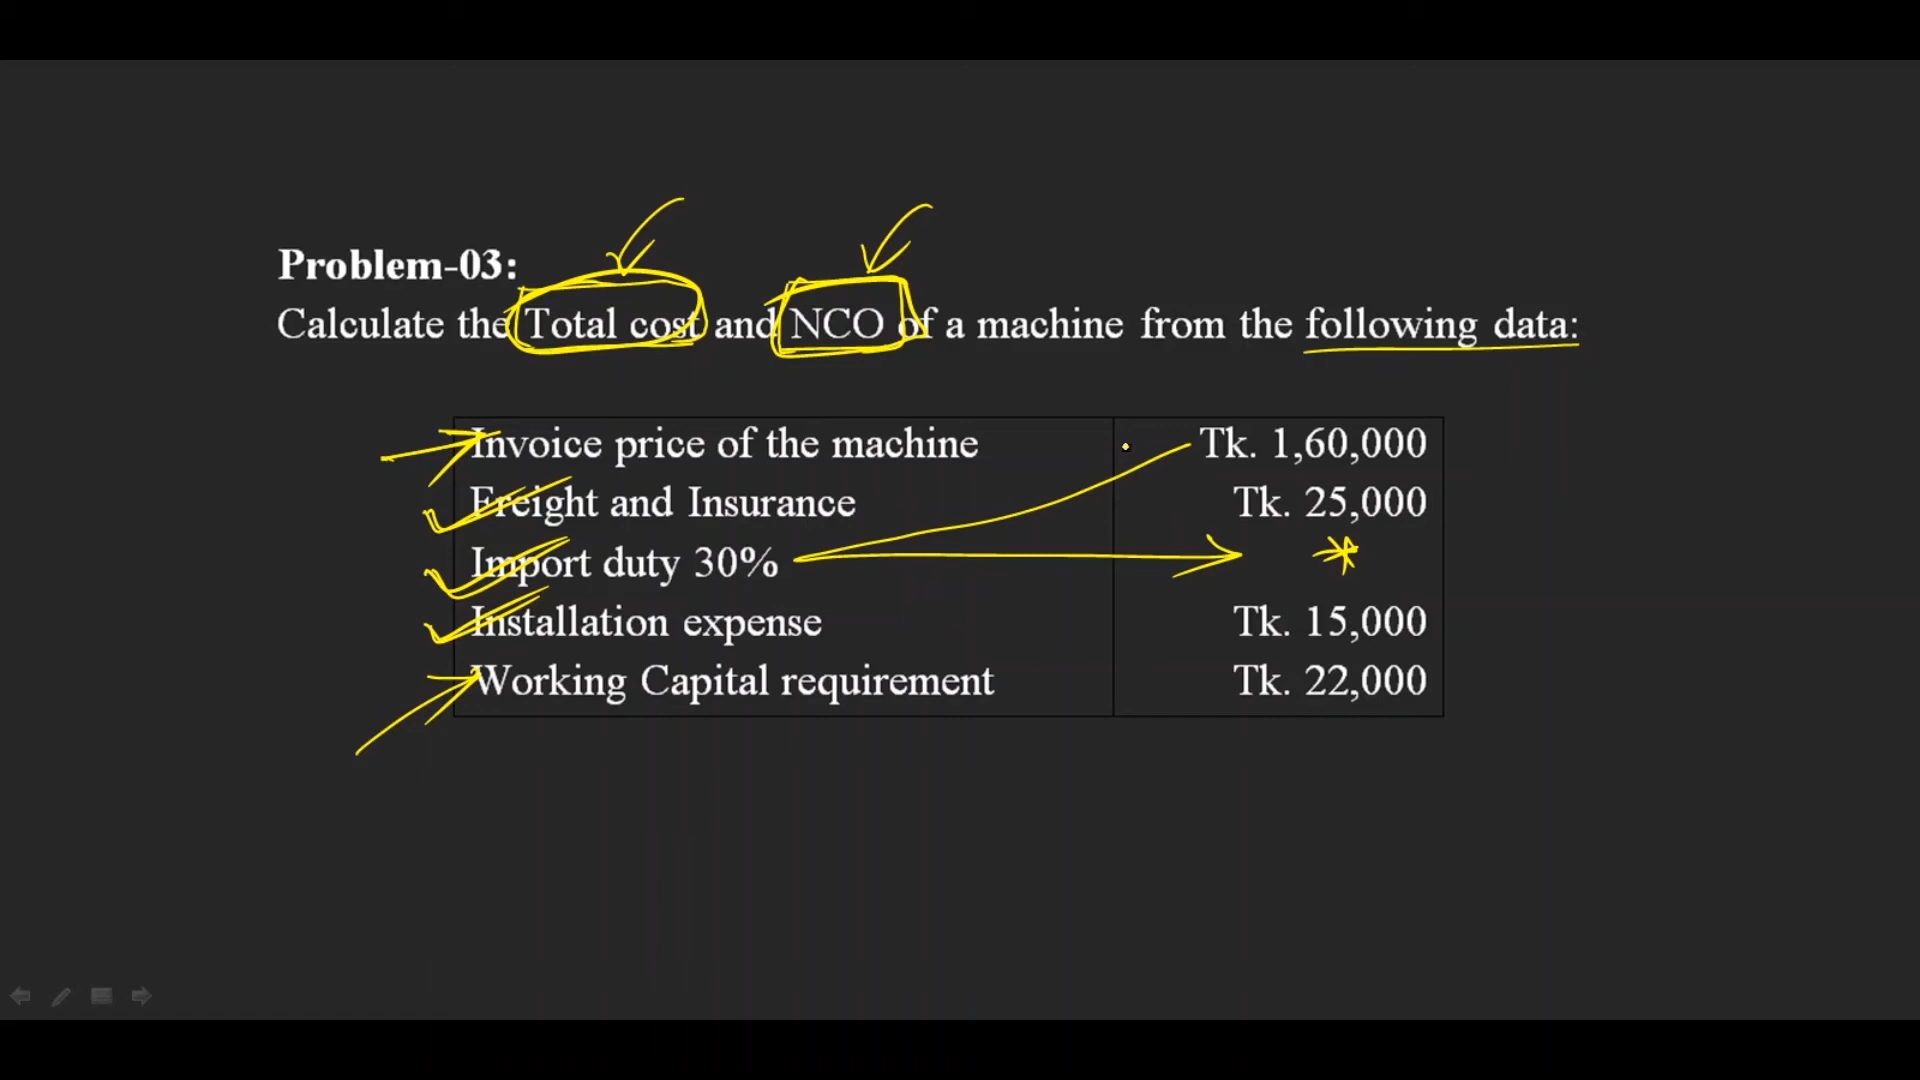 Problem-03:
Calculate the Total cost and NCO of a machine from the following data:
Invoice price of the machine Tk. 1,60,000
Freight and Insurance Tk. 25,000
Import duty 30% *
Installation expense Tk. 15,000
Working Capital requirement Tk. 22,000